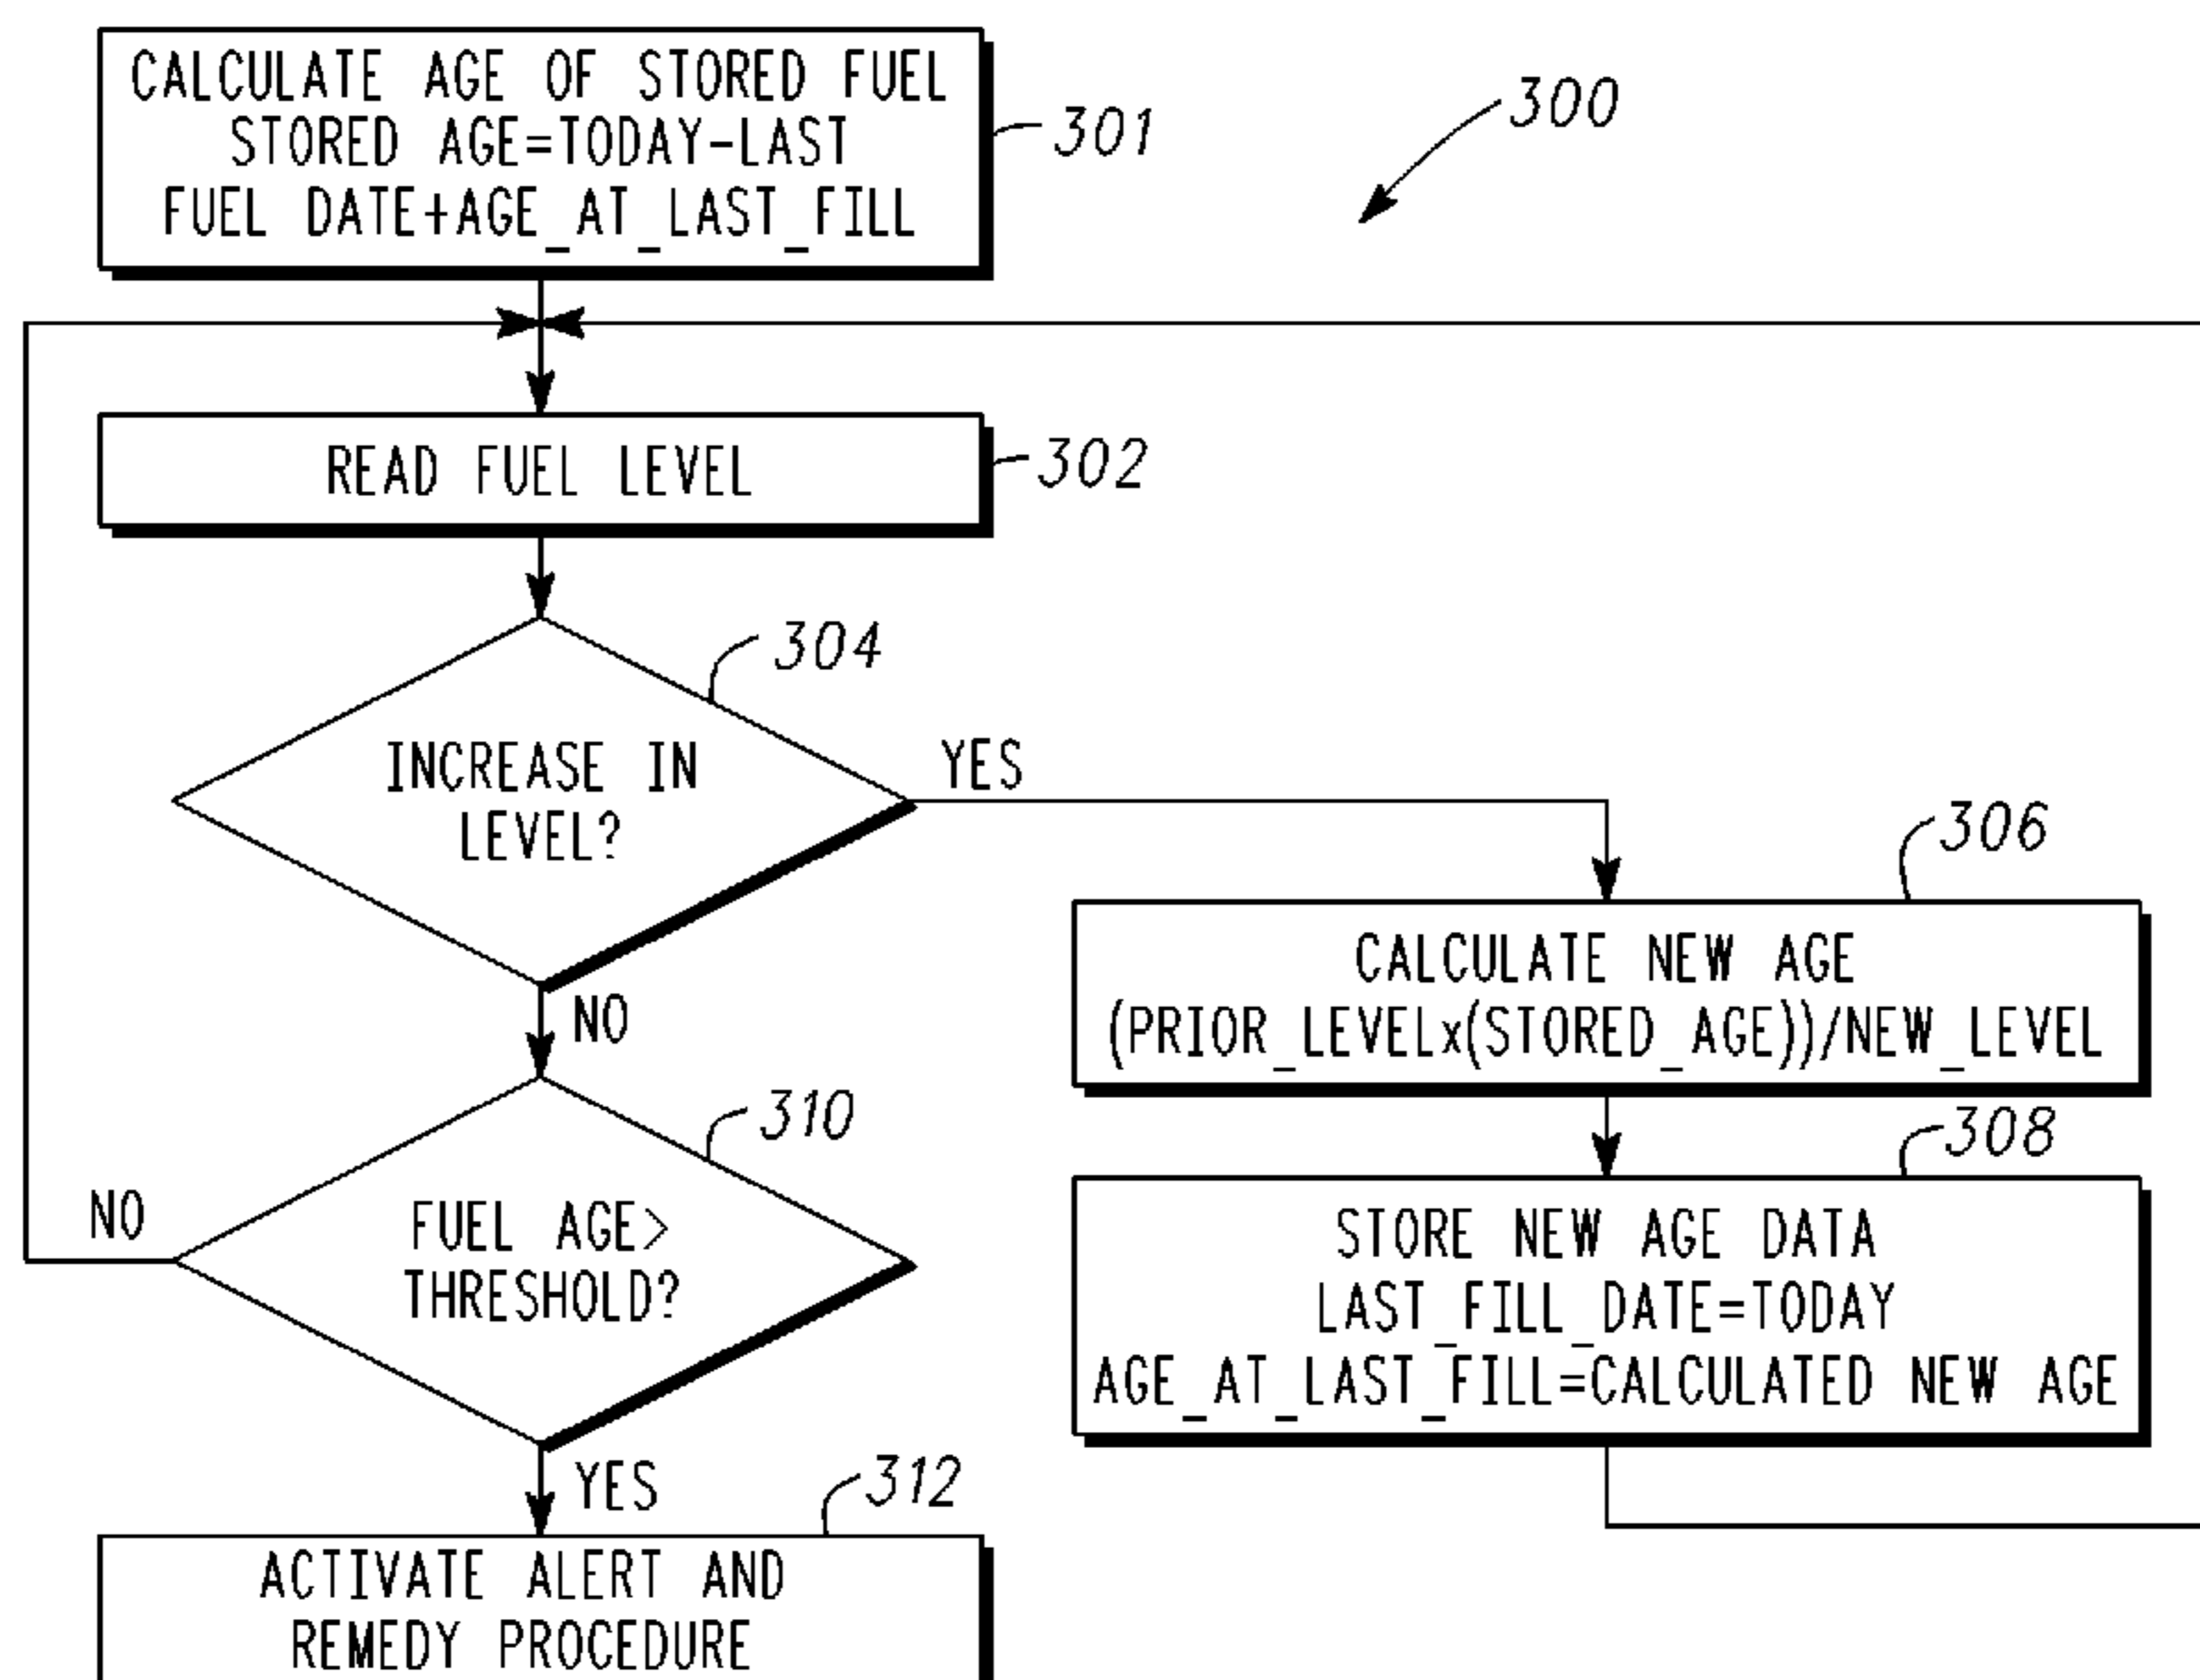 CALCULATE AGE OF STORED FUEL
STORED AGE=TODAY-LAST
FUEL DATE+AGE_AT_LAST_FILL
301
300
READ FUEL LEVEL
302
304
INCREASE IN
LEVEL?
YES
NO
306
CALCULATE NEW AGE
(PRIOR_LEVELx(STORED_AGE))/NEW_LEVEL
308
STORE NEW AGE DATA
LAST_FILL_DATE=TODAY
AGE_AT_LAST_FILL=CALCULATED NEW AGE
310
FUEL AGE>
THRESHOLD?
NO
YES
312
ACTIVATE ALERT AND
REMEDY PROCEDURE